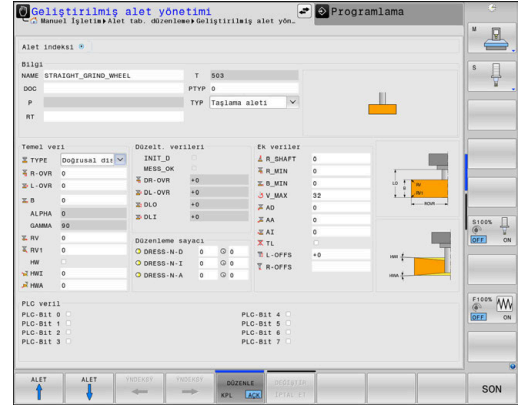 Geliştirilmiş alet yönetimi
Programlama
Manuel İşletim▸Alet tab. düzenleme▸Geliştirilmiş alet yön…
Alet indeksi
Bilgi
NAME STRAIGHT_GRIND_WHEEL T 503
DOC PTYP 0
P TYP Taşlama aleti
RT
Temel veri
TYPE Doğrusal dis
R-OVR 0
L-OVR 0
B 0
ALPHA 0
GAMMA 90
RV 0
RV1 0
HW
HWI 0
HWA 0
Düzelt. verileri
INIT_D
MESS_OK
DR-OVR +0
DL-OVR +0
DLO +0
DLI +0
Düzenleme sayacı
DRESS-N-D 0 0
DRESS-N-I 0 0
DRESS-N-A 0 0
Ek veriler
R_SHAFT 0
R_MIN 0
B_MIN 0
V_MAX 32
AD 0
AA 0
AI 0
TL
L-OFFS +0
R-OFFS
LO
B
ROVR
HWI
HWA
PLC veril
PLC-Bit 0 PLC-Bit 4
PLC-Bit 1 PLC-Bit 5
PLC-Bit 2 PLC-Bit 6
PLC-Bit 3 PLC-Bit 7
M
S
S100%
OFF ON
F100%
OFF ON
ALET
ALET
DÜZENLE
KPL AÇK
SON